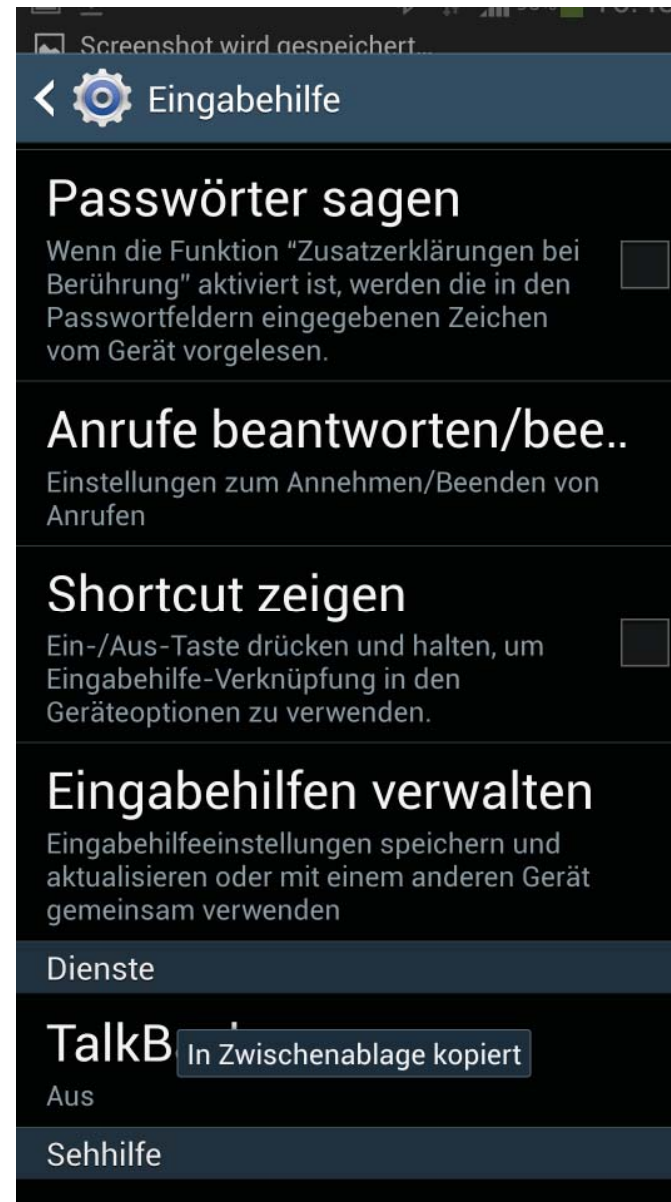 Screenshot wird gespeichert...
Eingabehilfe
Passwörter sagen
Wenn die Funktion “Zusatzerklärungen bei
Berührung” aktiviert ist, werden die in den
Passwortfeldern eingegebenen Zeichen
vom Gerät vorgelesen.
Anrufe beantworten/bee..
Einstellungen zum Annehmen/Beenden von
Anrufen
Shortcut zeigen
Ein-/Aus-Taste drücken und halten, um
Eingabehilfe-Verknüpfung in den
Geräteoptionen zu verwenden.
Eingabehilfen verwalten
Eingabehilfeeinstellungen speichern und
aktualisieren oder mit einem anderen Gerät
gemeinsam verwenden
Dienste
In Zwischenablage kopiert
Aus
Sehhilfe